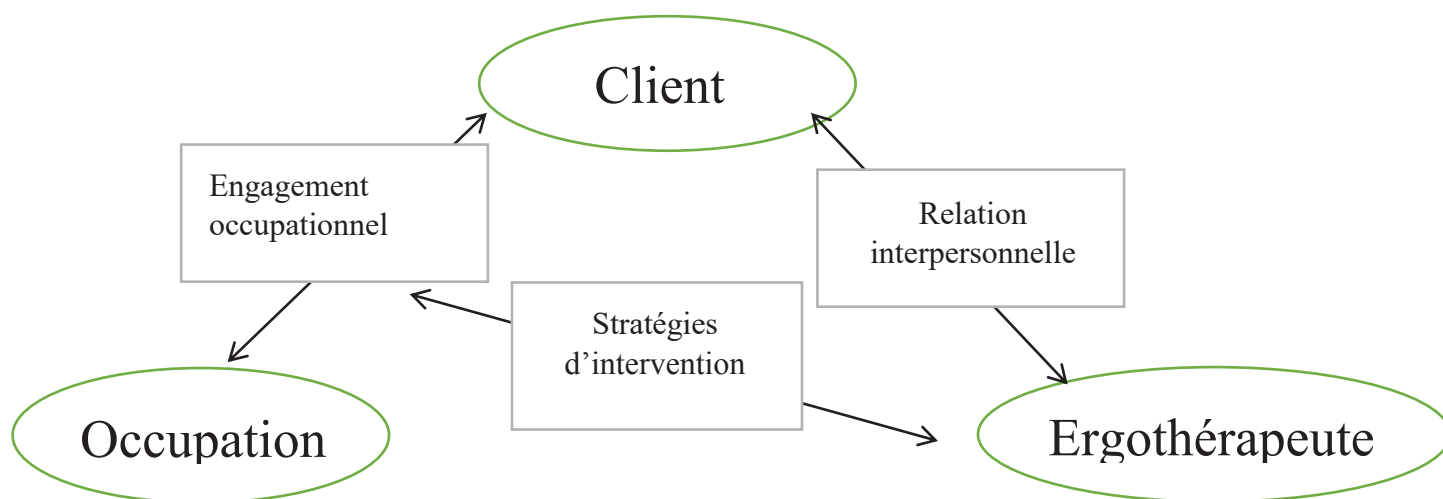 Client
Engagement
occupationnel
Relation
interpersonnelle
Stratégies
d’intervention
Occupation
Ergothérapeute